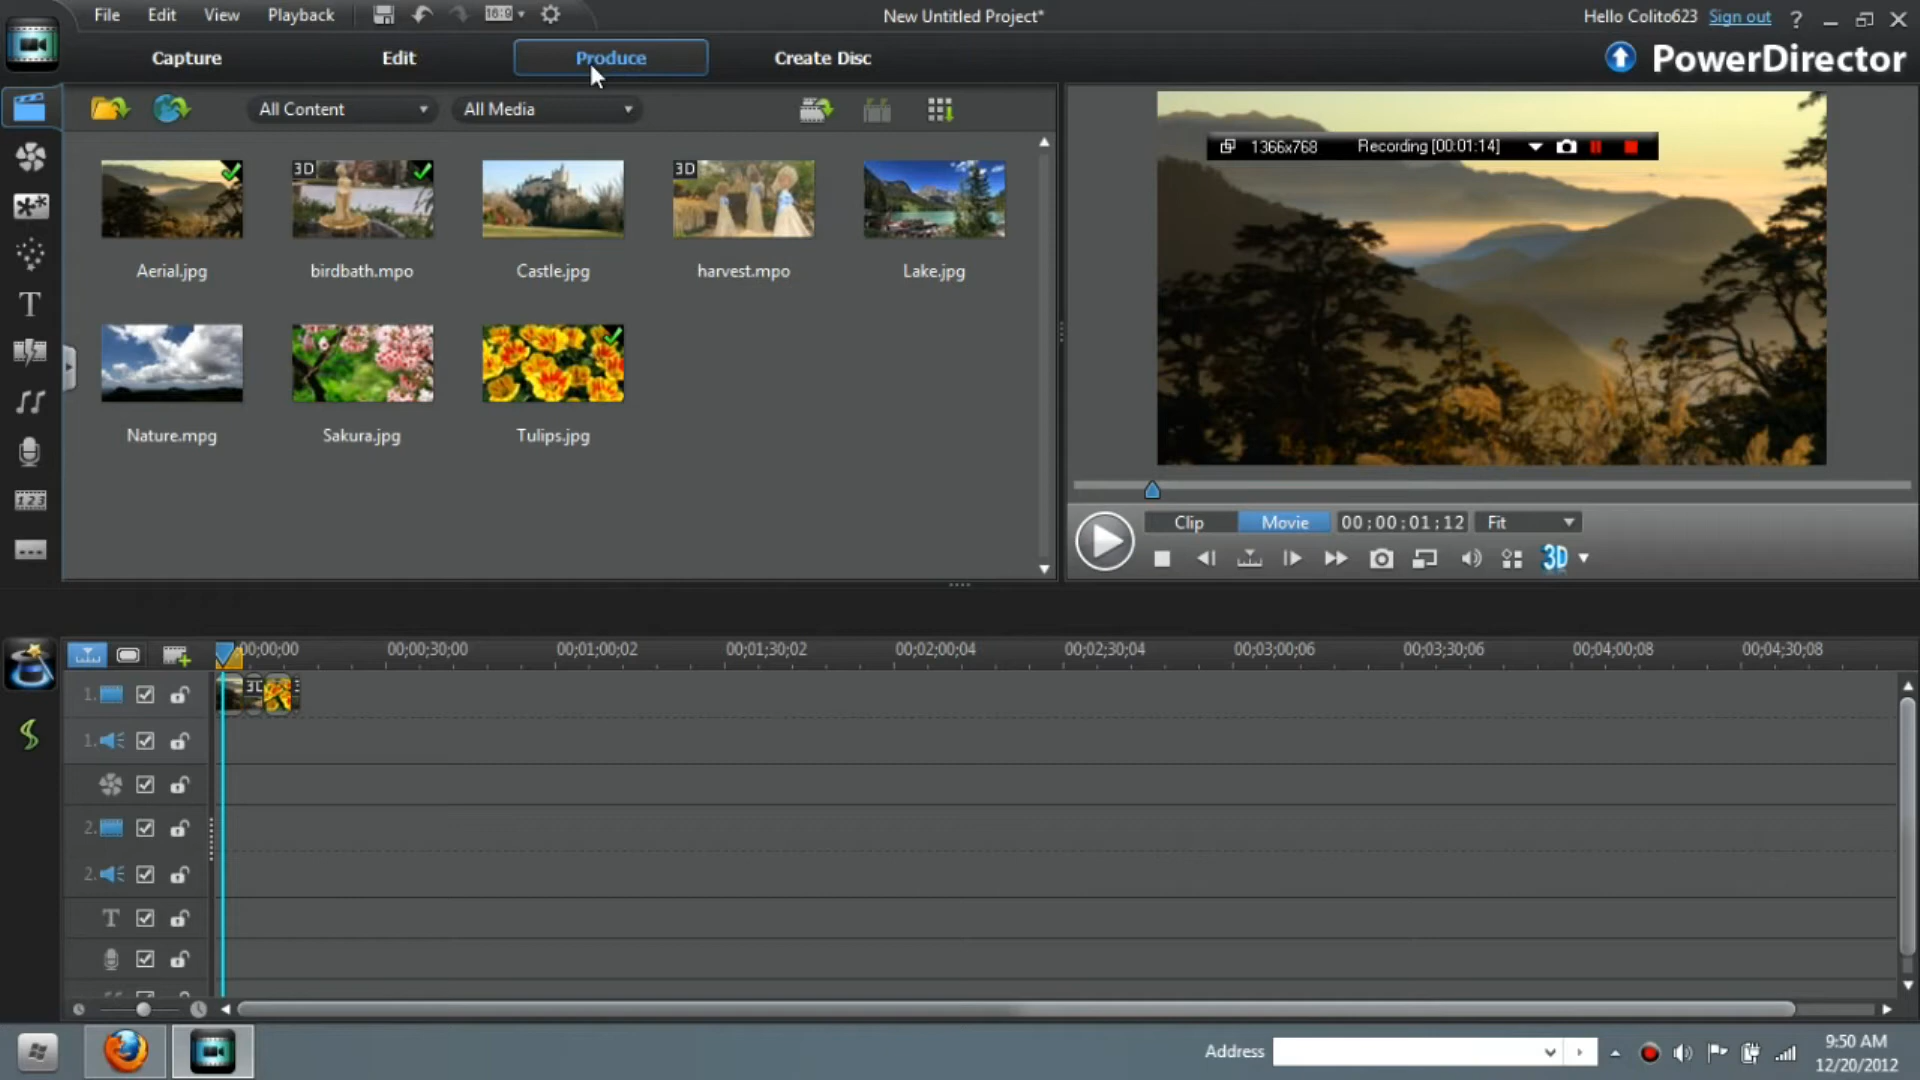 File Edit View Playback 16:9 New Untitled Project* Hello Colito623 Sign out ?
Capture Edit Produce Create Disc PowerDirector
All Content All Media
1366x768 Recording [00:01:14]
3D 3D
Aerial.jpg birdbath.mpo Castle.jpg harvest.mpo Lake.jpg
Nature.mpg Sakura.jpg Tulips.jpg
T
123
Clip Movie 00;00;01;12 Fit
3D
00;00;00 00;00;30;00 00;01;00;02 00;01;30;02 00;02;00;04 00;02;30;04 00;03;00;06 00;03;30;06 00;04;00;08 00;04;30;08
1.
1.
2.
2.
T
Address
9:50 AM
12/20/2012